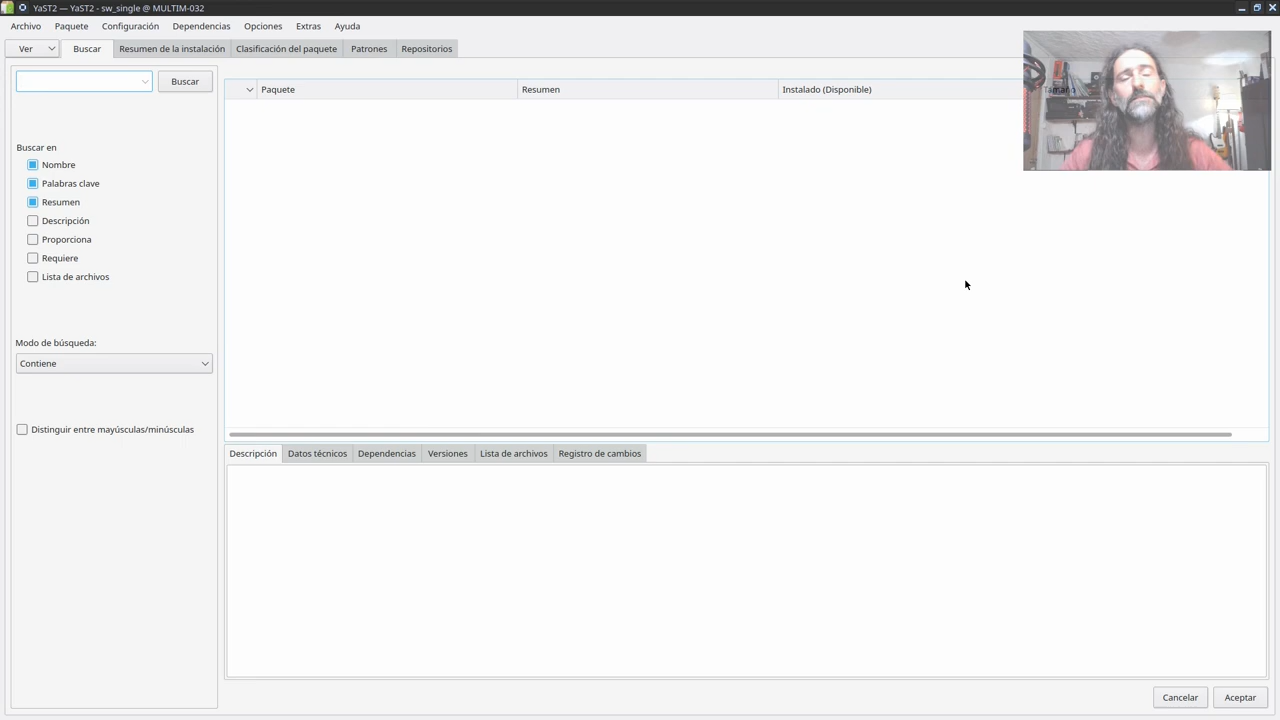 YaST2 — YaST2 - sw_single @ MULTIM-032
Archivo Paquete Configuración Dependencias Opciones Extras Ayuda
Ver Buscar Resumen de la instalación Clasificación del paquete Patrones Repositorios
Buscar
Paquete Resumen Instalado (Disponible) Tamaño
Buscar en
Nombre
Palabras clave
Resumen
Descripción
Proporciona
Requiere
Lista de archivos
Modo de búsqueda:
Contiene
Distinguir entre mayúsculas/minúsculas
Descripción Datos técnicos Dependencias Versiones Lista de archivos Registro de cambios
Cancelar Aceptar